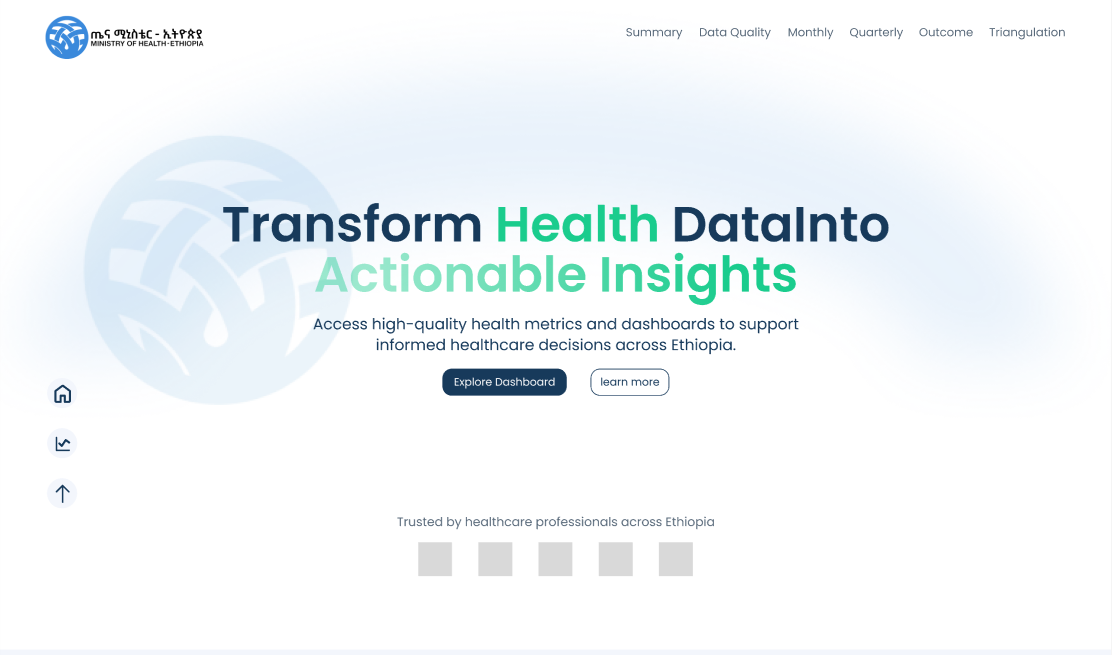 ጤና ሚኒስቴር - ኢትዮጵያ
MINISTRY OF HEALTH-ETHIOPIA
Summary Data Quality Monthly Quarterly Outcome Triangulation
Transform Health DataInto
Actionable Insights
Access high-quality health metrics and dashboards to support
informed healthcare decisions across Ethiopia.
Explore Dashboard learn more
Trusted by healthcare professionals across Ethiopia